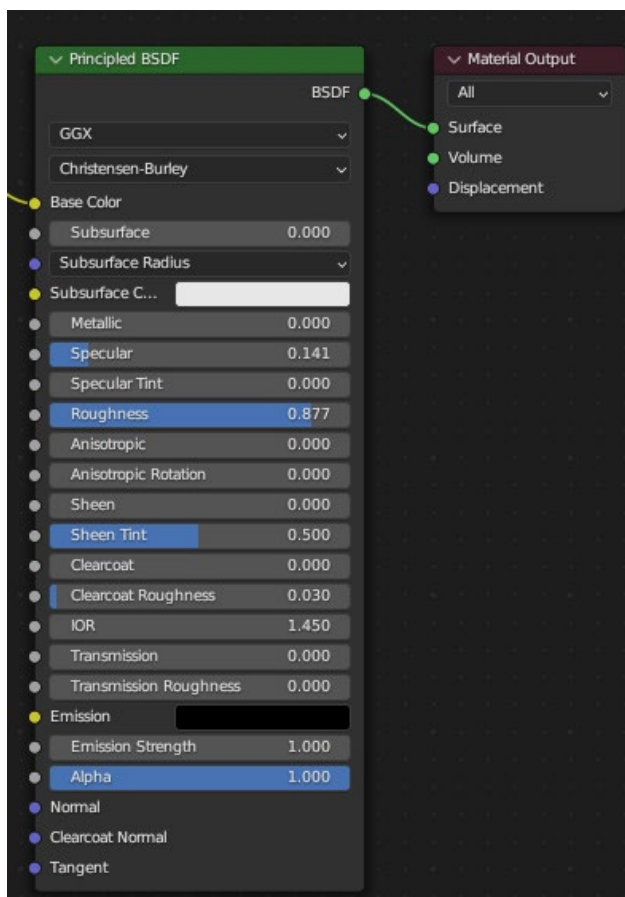 Principled BSDF
BSDF
GGX
Christensen-Burley
Base Color
Subsurface 0.000
Subsurface Radius
Subsurface C...
Metallic 0.000
Specular 0.141
Specular Tint 0.000
Roughness 0.877
Anisotropic 0.000
Anisotropic Rotation 0.000
Sheen 0.000
Sheen Tint 0.500
Clearcoat 0.000
Clearcoat Roughness 0.030
IOR 1.450
Transmission 0.000
Transmission Roughness 0.000
Emission
Emission Strength 1.000
Alpha 1.000
Normal
Clearcoat Normal
Tangent
Material Output
All
Surface
Volume
Displacement